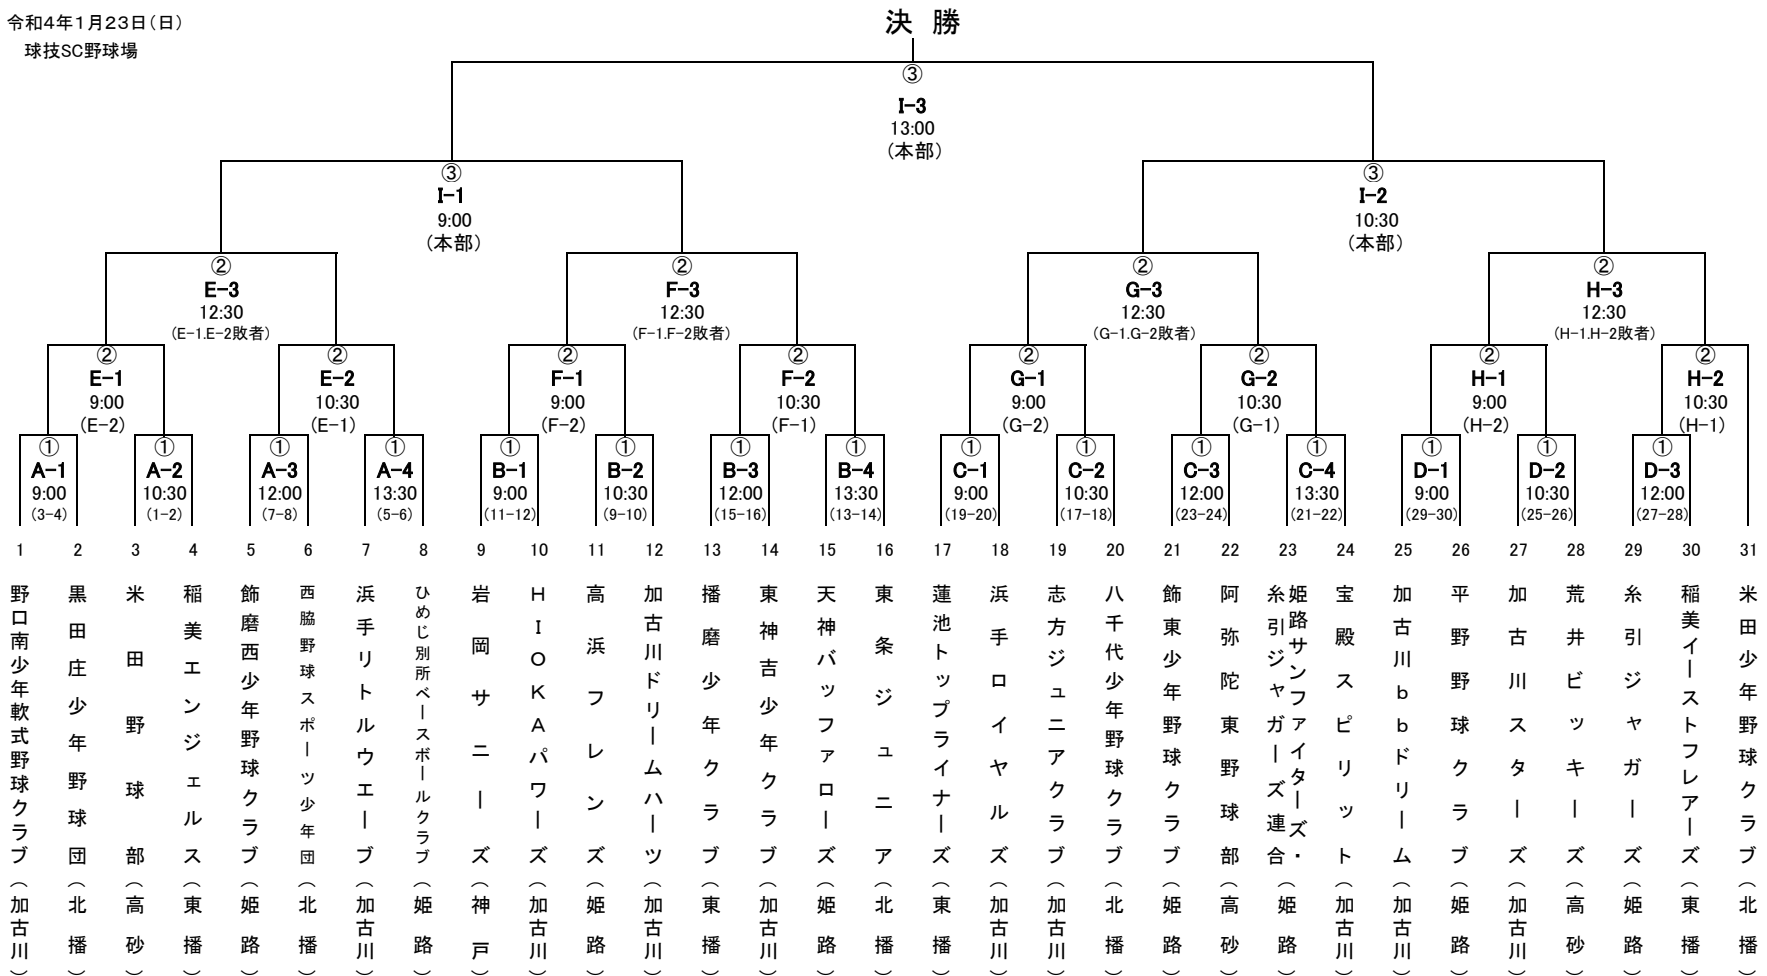 令和4年1月23日(日)
球技SC野球場
決 勝
③
I-3
13:00
(本部)
③
I-1
9:00
(本部)
③
I-2
10:30
(本部)
②
E-3
12:30
(E-1.E-2敗者)
②
F-3
12:30
(F-1.F-2敗者)
②
G-3
12:30
(G-1.G-2敗者)
②
H-3
12:30
(H-1.H-2敗者)
②
E-1
9:00
(E-2)
②
E-2
10:30
(E-1)
②
F-1
9:00
(F-2)
②
F-2
10:30
(F-1)
②
G-1
9:00
(G-2)
②
G-2
10:30
(G-1)
②
H-1
9:00
(H-2)
②
H-2
10:30
(H-1)
①
A-1
9:00
(3-4)
①
A-2
10:30
(1-2)
①
A-3
12:00
(7-8)
①
A-4
13:30
(5-6)
①
B-1
9:00
(11-12)
①
B-2
10:30
(9-10)
①
B-3
12:00
(15-16)
①
B-4
13:30
(13-14)
①
C-1
9:00
(19-20)
①
C-2
10:30
(17-18)
①
C-3
12:00
(23-24)
①
C-4
13:30
(21-22)
①
D-1
9:00
(29-30)
①
D-2
10:30
(25-26)
①
D-3
12:00
(27-28)
1
野口南少年軟式野球クラブ(加古川)
2
黒田庄少年野球団(北播)
3
米田野球部(高砂)
4
稲美エンジェルス(東播)
5
飾磨西少年野球クラブ(姫路)
6
西脇野球スポーツ少年団(北播)
7
浜手リトルウエーブ(加古川)
8
ひめじ別所ベースボールクラブ(姫路)
9
岩岡サニーズ(神戸)
10
HIOKAパワーズ(加古川)
11
高浜フレンズ(姫路)
12
加古川ドリームハーツ(加古川)
13
播磨少年クラブ(東播)
14
東神吉少年クラブ(加古川)
15
天神バッファローズ(姫路)
16
東条ジュニア(北播)
17
蓮池トップライナーズ(東播)
18
浜手ロイヤルズ(加古川)
19
志方ジュニアクラブ(加古川)
20
八千代少年野球クラブ(北播)
21
飾東少年野球クラブ(姫路)
22
阿弥陀東野球部(高砂)
23
姫路サンファイターズ・
糸引ジャガーズ連合(姫路)
24
宝殿スピリット(加古川)
25
加古川bbドリーム(加古川)
26
平野野球クラブ(姫路)
27
加古川スターズ(加古川)
28
荒井ビッキーズ(高砂)
29
糸引ジャガーズ(姫路)
30
稲美イーストフレアーズ(東播)
31
米田少年野球クラブ(北播)